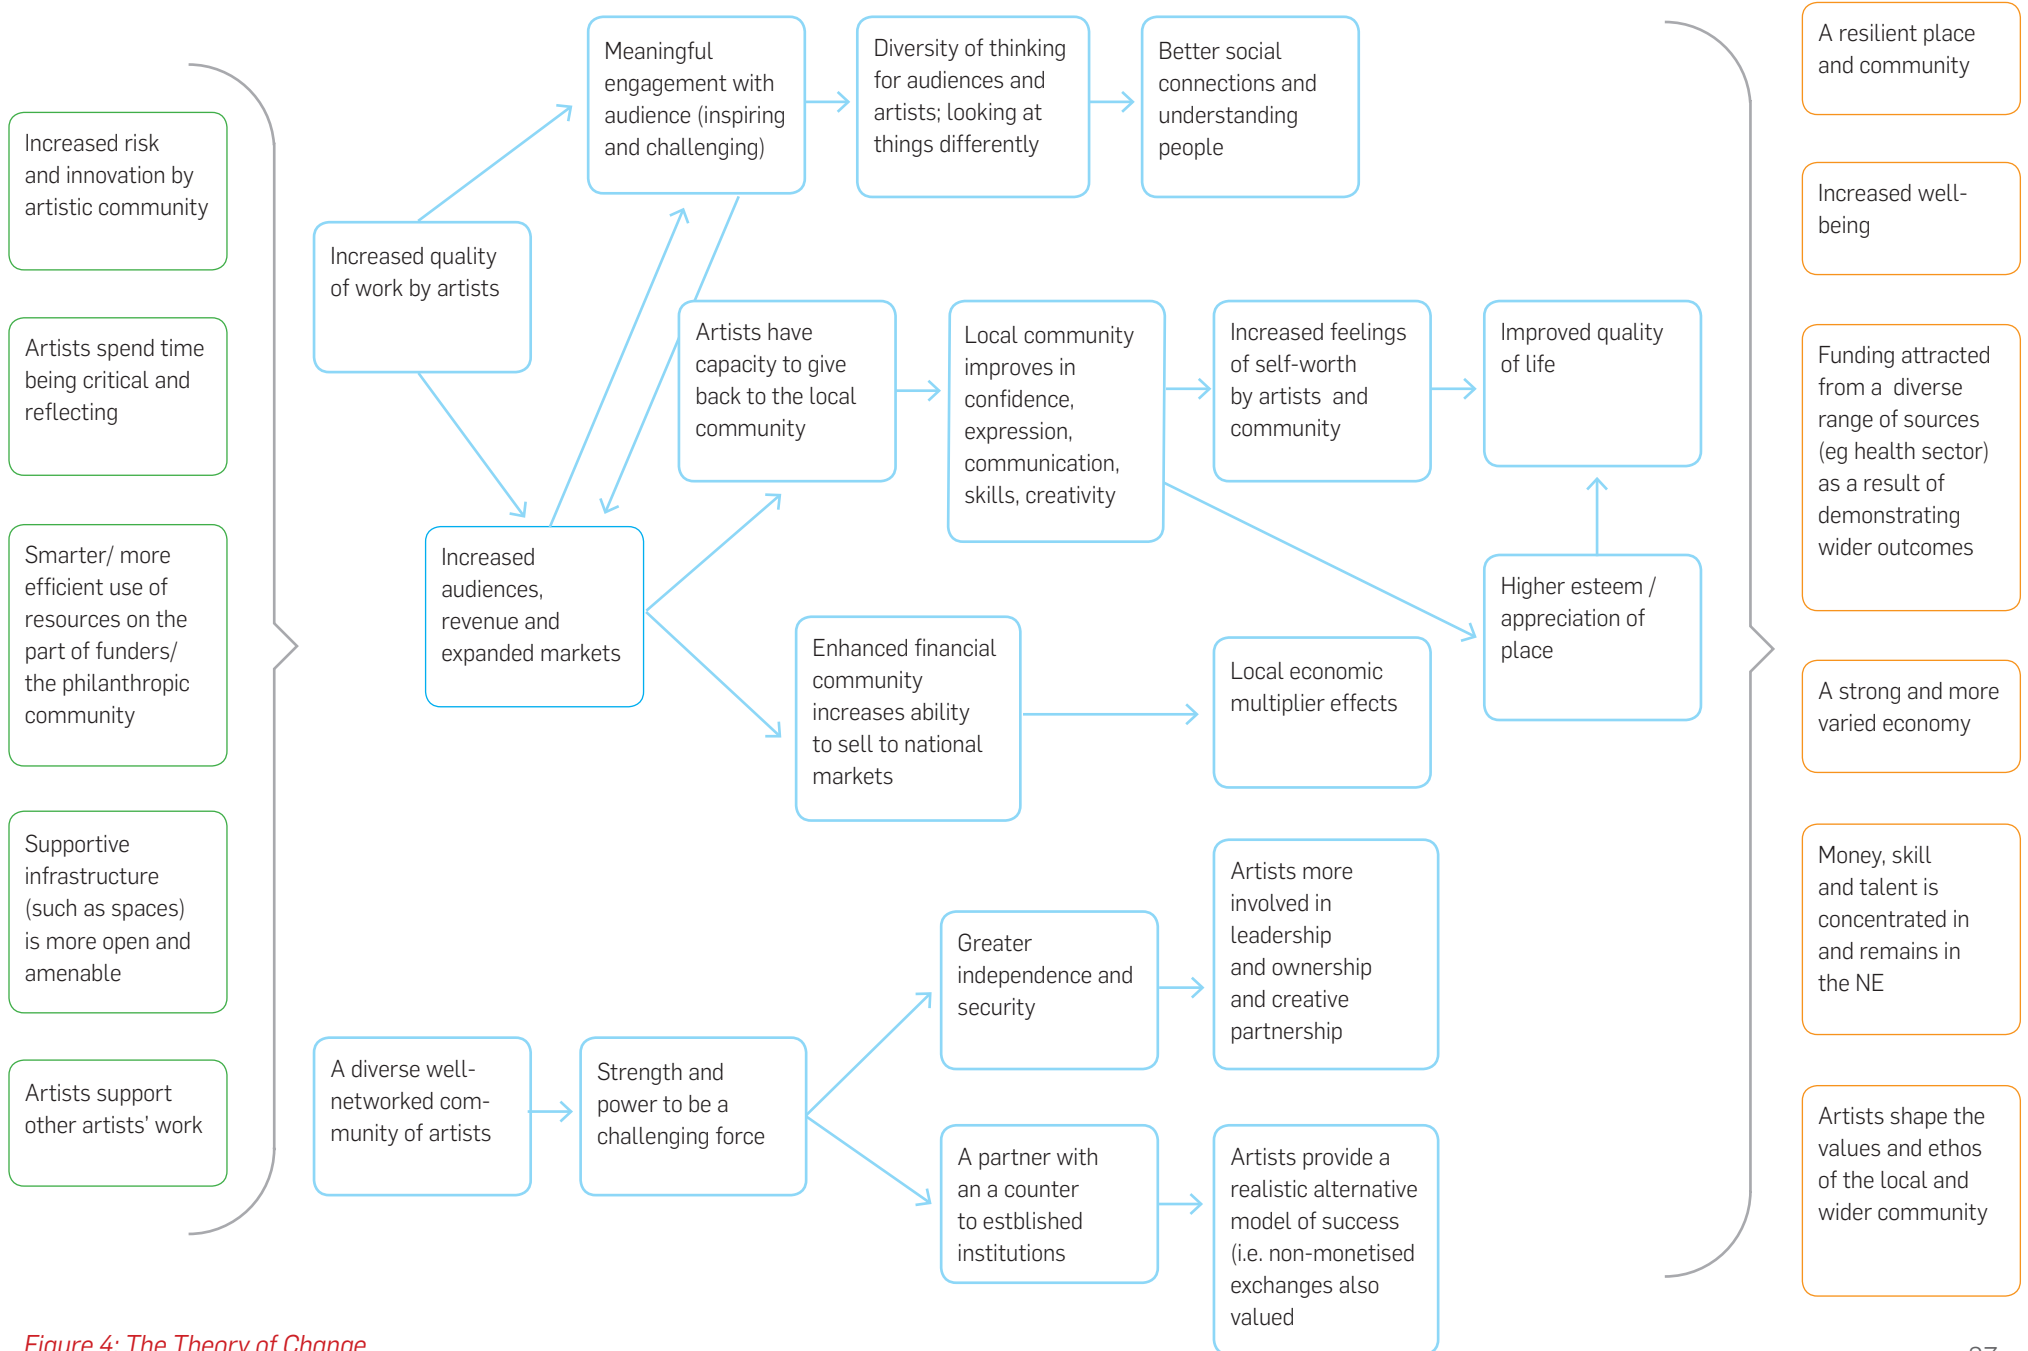 Increased risk
and innovation by
artistic community
Artists spend time
being critical and
reflecting
Smarter/ more
efficient use of
resources on the
part of funders/
the philanthropic
community
Supportive
infrastructure
(such as spaces)
is more open and
amenable
Artists support
other artists' work
Increased quality
of work by artists
Meaningful
engagement with
audience (inspiring
and challenging)
Diversity of thinking
for audiences and
artists; looking at
things differently
Better social
connections and
understanding
people
Increased
audiences,
revenue and
expanded markets
Artists have
capacity to give
back to the local
community
Local community
improves in
confidence,
expression,
communication,
skills, creativity
Increased feelings
of self-worth
by artists  and
community
Improved quality
of life
Enhanced financial
community
increases ability
to sell to national
markets
Local economic
multiplier effects
Higher esteem /
appreciation of
place
A diverse well-
networked com-
munity of artists
Strength and
power to be a
challenging force
Greater
independence and
security
Artists more
involved in
leadership
and ownership
and creative
partnership
A partner with
an a counter
to estblished
institutions
Artists provide a
realistic alternative
model of success
(i.e. non-monetised
exchanges also
valued
A resilient place
and community
Increased well-
being
Funding attracted
from a  diverse
range of sources
(eg health sector)
as a result of
demonstrating
wider outcomes
A strong and more
varied economy
Money, skill
and talent is
concentrated in
and remains in
the NE
Artists shape the
values and ethos
of the local and
wider community
Figure 4: The Theory of Change